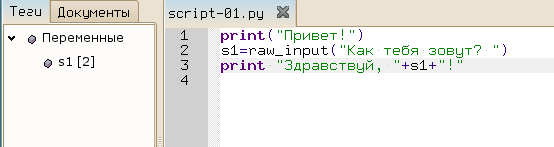 Теги Документы
Переменные
s1 [2]
script-01.py
1 print("Привет!")
2 s1=raw_input("Как тебя зовут? ")
3 print "Здравствуй, "+s1+"!"
4